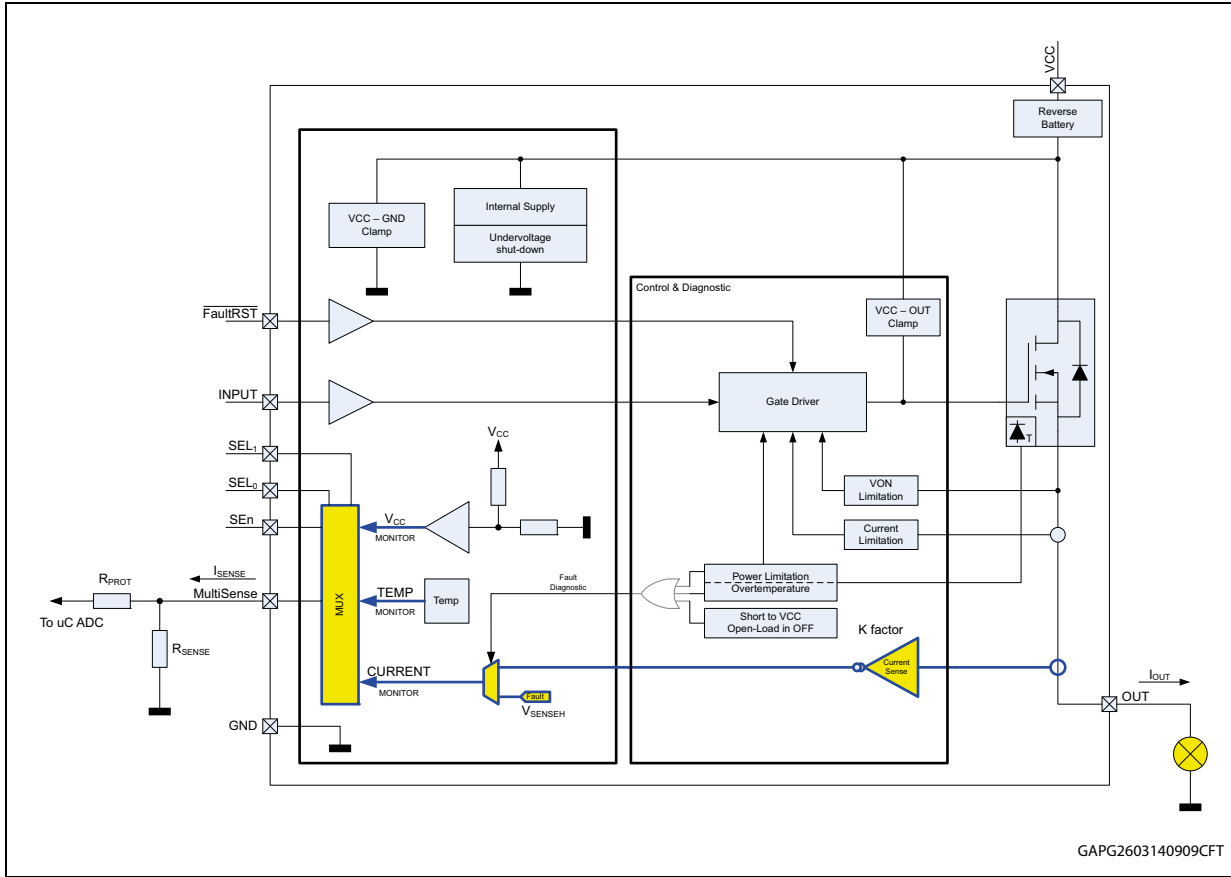 VCC
Reverse
Battery
Internal Supply
VCC – GND
Clamp
Undervoltage
shut-down
Control & Diagnostic
FaultRST
VCC – OUT
Clamp
INPUT
Gate Driver
T
SEL1
VCC
SEL0
VON
Limitation
SEn
VCC
MONITOR
Current
Limitation
RPROT
ISENSE
MultiSense
MUX
TEMP
MONITOR
Temp
Fault
Diagnostic
Power Limitation
Overtemperature
To uC ADC
RSENSE
Short to VCC
Open-Load in OFF
K factor
CURRENT
MONITOR
Current
Sense
Fault
VSENSEH
IOUT
OUT
GND
GAPG2603140909CFT